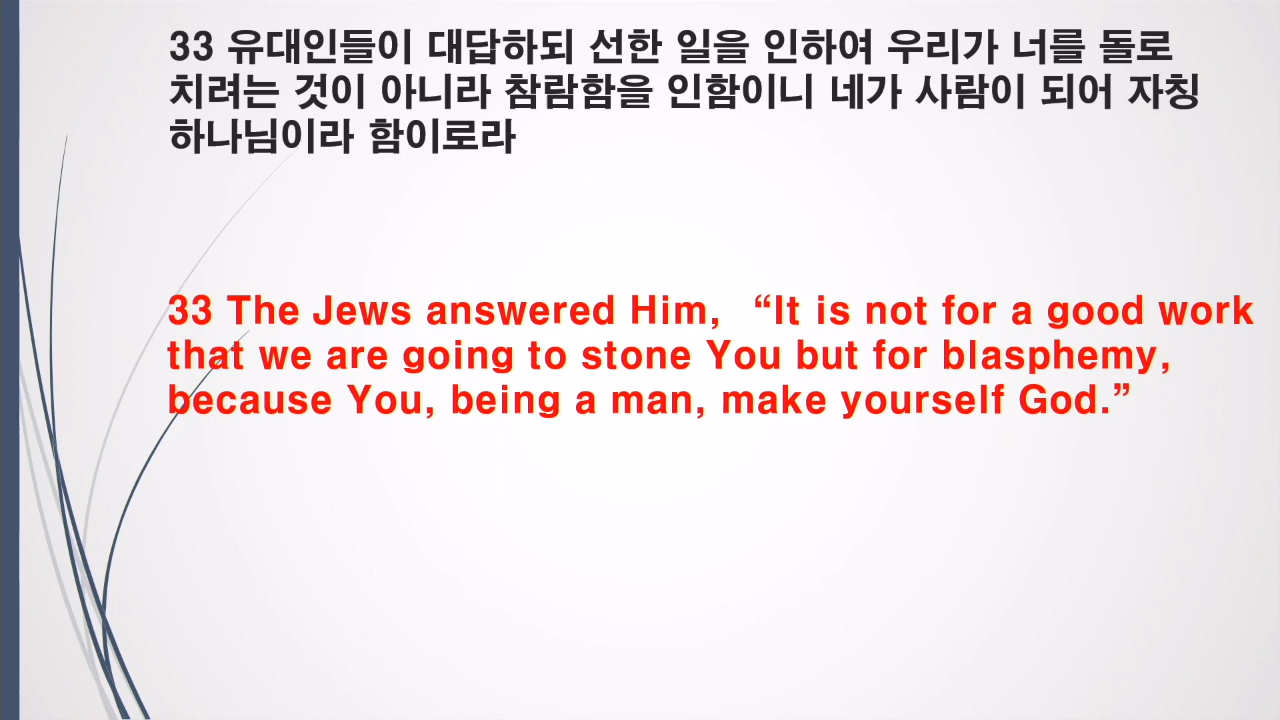 33 유대인들이 대답하되 선한 일을 인하여 우리가 너를 돌로
치려는 것이 아니라 참람함을 인함이니 네가 사람이 되어 자칭
하나님이라 함이로라
33 The Jews answered Him, “It is not for a good work
that we are going to stone You but for blasphemy,
because You, being a man, make yourself God.”